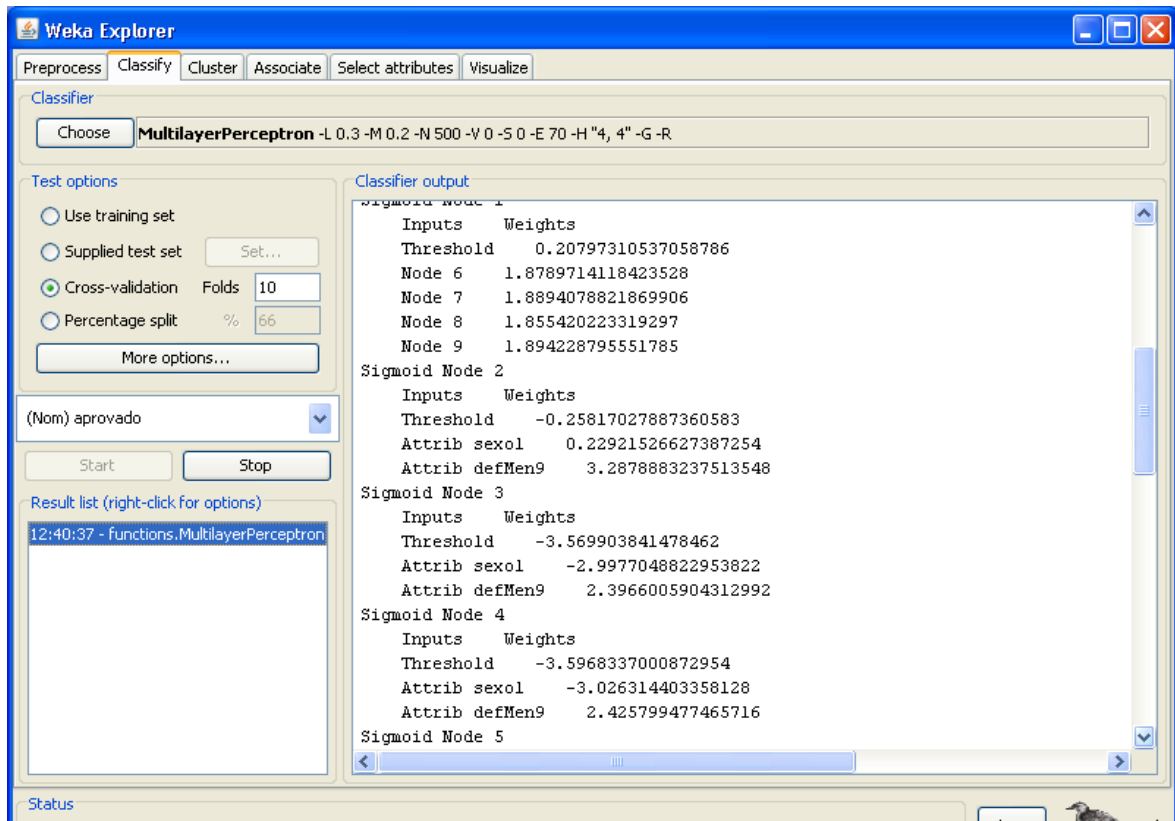 Weka Explorer
Preprocess Classify Cluster Associate Select attributes Visualize
Classifier
Choose MultilayerPerceptron -L 0.3 -M 0.2 -N 500 -V 0 -S 0 -E 70 -H "4, 4" -G -R
Test options
Use training set
Supplied test set Set...
Cross-validation Folds 10
Percentage split % 66
More options...
(Nom) aprovado
Start Stop
Result list (right-click for options)
12:40:37 - functions.MultilayerPerceptron
Classifier output
Sigmoid Node 1
Inputs Weights
Threshold 0.20797310537058786
Node 6 1.8789714118423528
Node 7 1.8894078821869906
Node 8 1.855420223319297
Node 9 1.894228795551785
Sigmoid Node 2
Inputs Weights
Threshold -0.25817027887360583
Attrib sexol 0.22921526627387254
Attrib defMen9 3.2878883237513548
Sigmoid Node 3
Inputs Weights
Threshold -3.569903841478462
Attrib sexol -2.9977048822953822
Attrib defMen9 2.3966005904312992
Sigmoid Node 4
Inputs Weights
Threshold -3.5968337000872954
Attrib sexol -3.026314403358128
Attrib defMen9 2.425799477465716
Sigmoid Node 5
Status